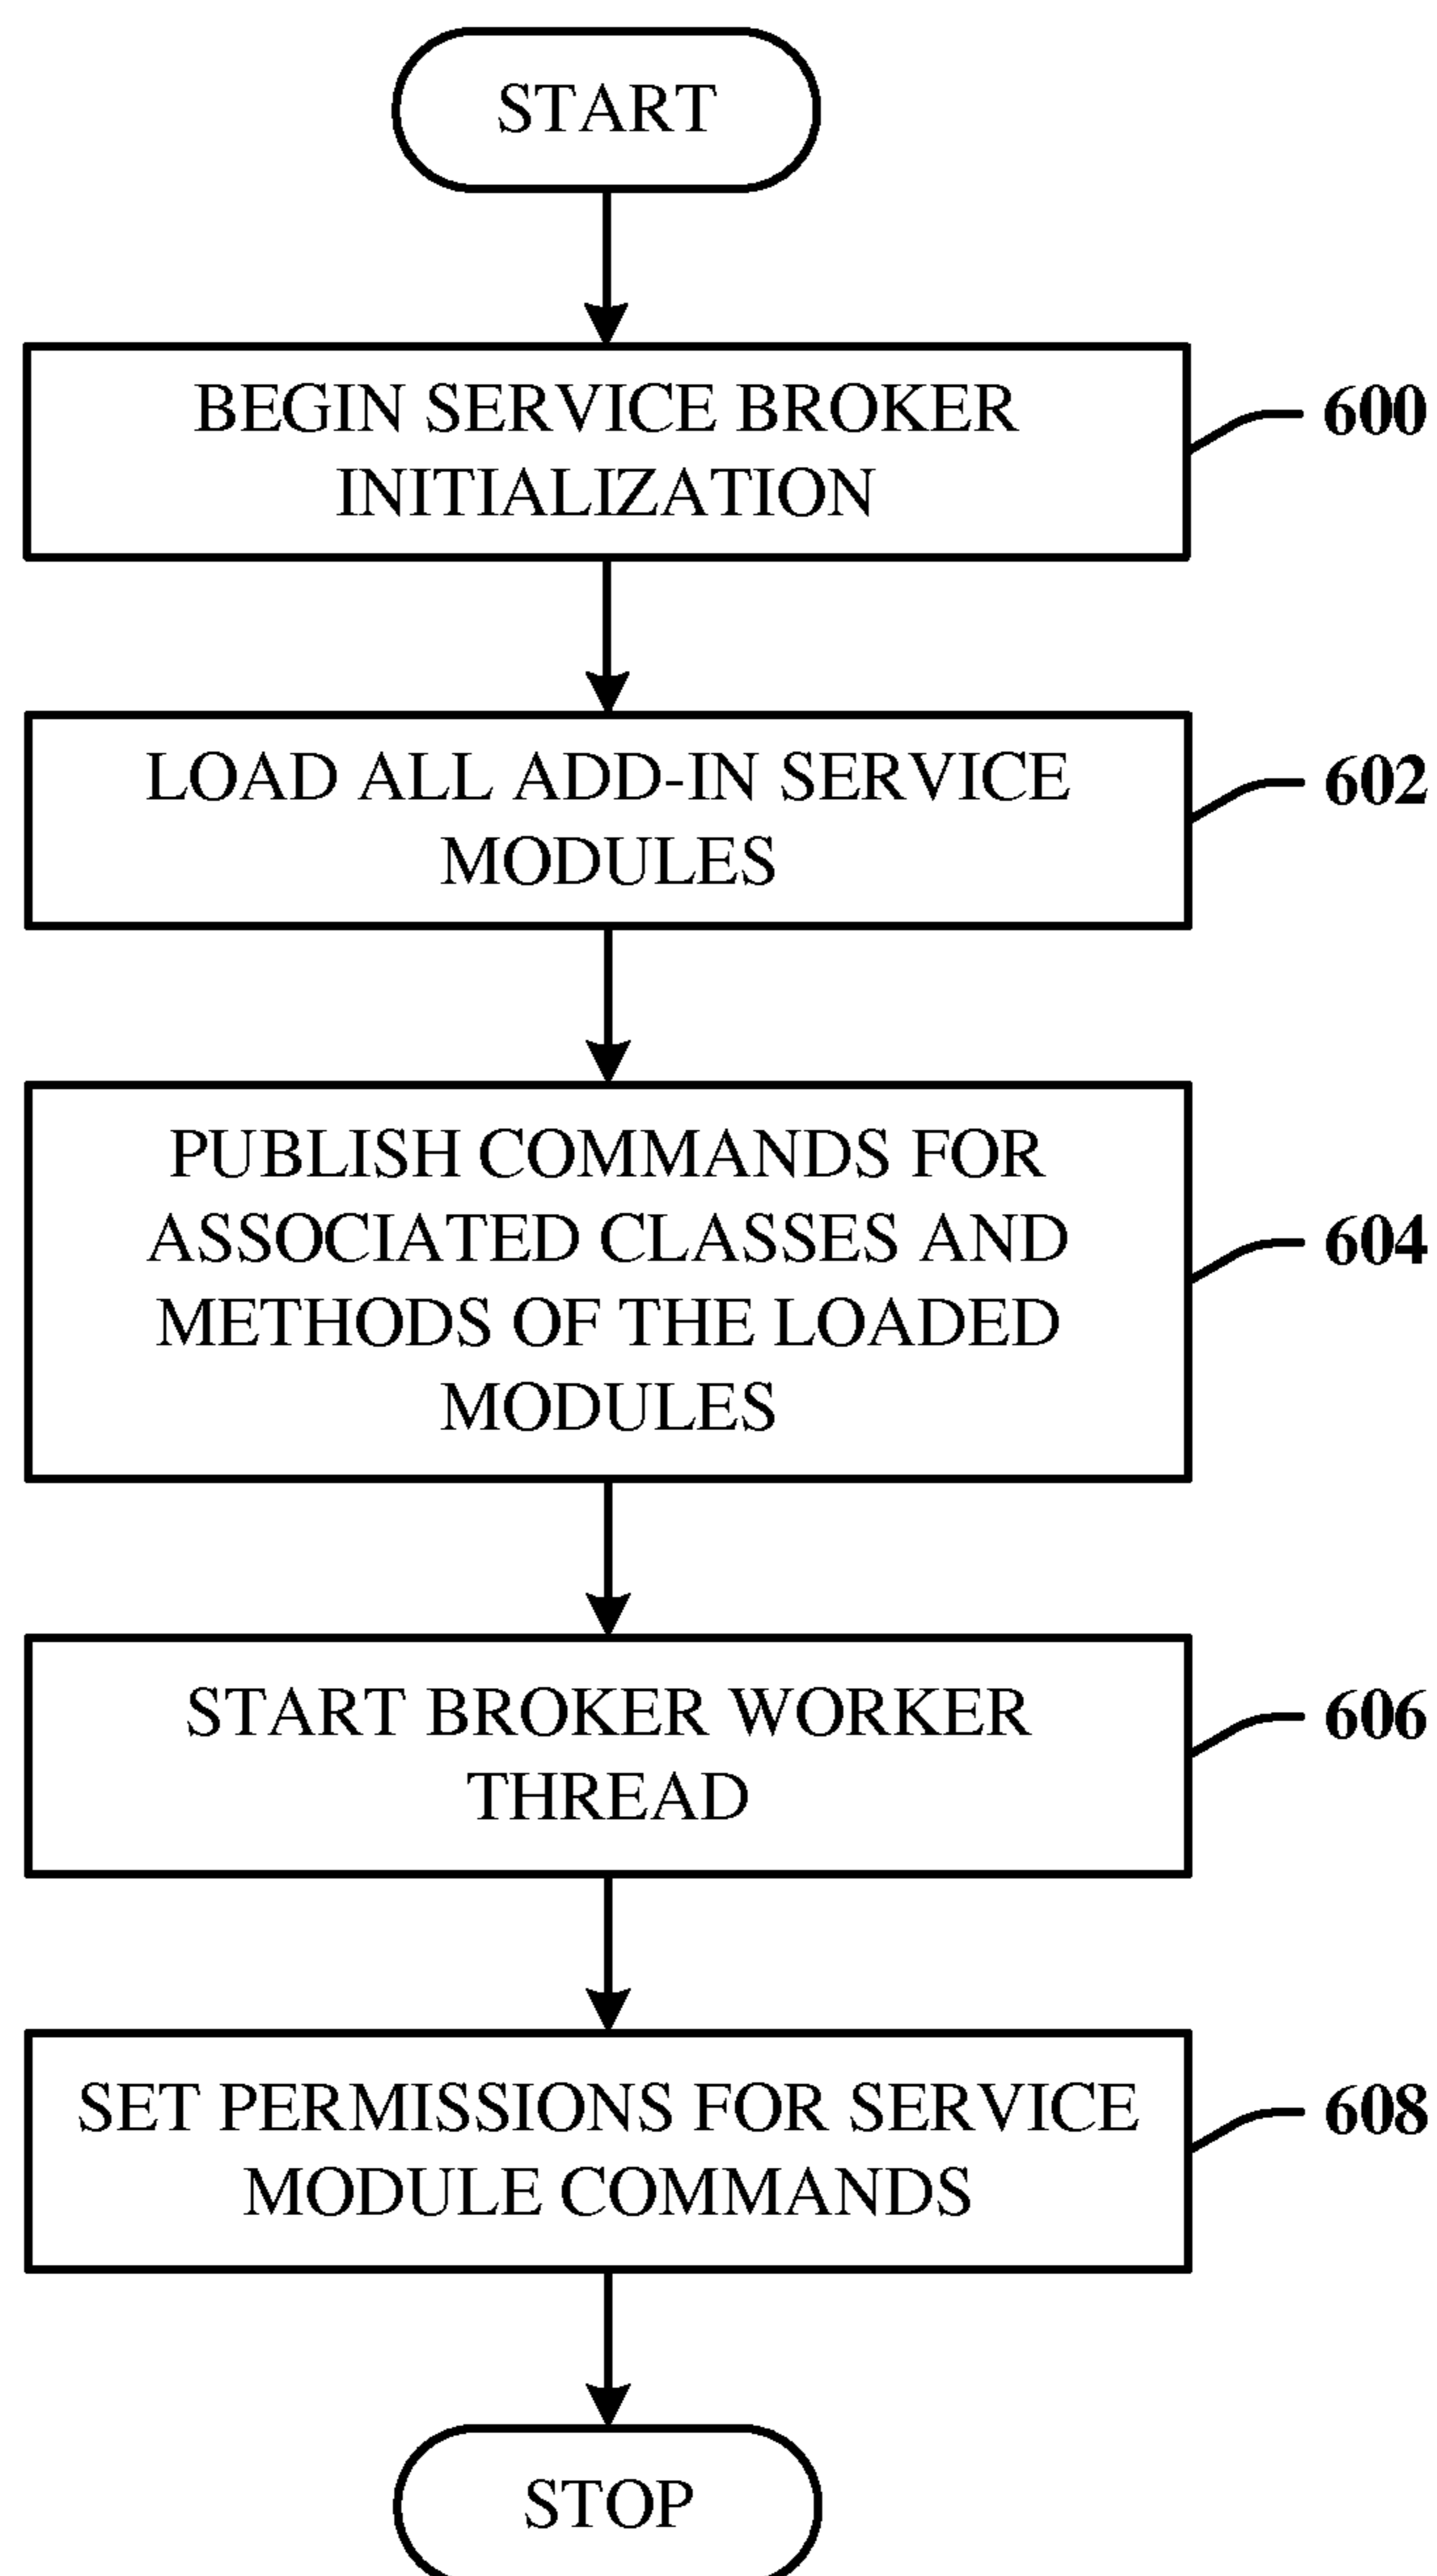 START
BEGIN SERVICE BROKER
INITIALIZATION
600
LOAD ALL ADD-IN SERVICE
MODULES
602
PUBLISH COMMANDS FOR
ASSOCIATED CLASSES AND
METHODS OF THE LOADED
MODULES
604
START BROKER WORKER
THREAD
606
SET PERMISSIONS FOR SERVICE
MODULE COMMANDS
608
STOP